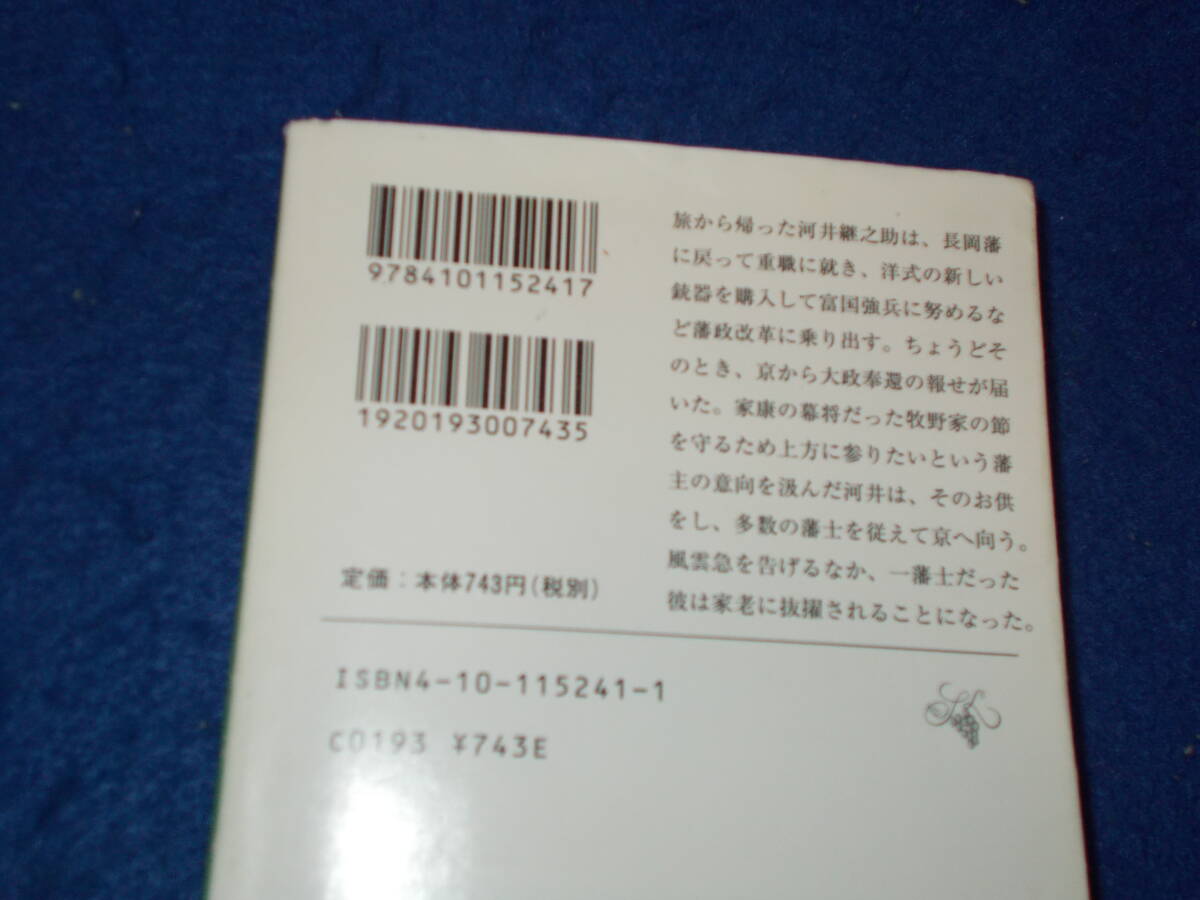 9784101152417
1920193007435
定価：本体743円（税別）
旅から帰った河井継之助は、長岡藩
に戻って重職に就き、洋式の新しい
銃器を購入して富国強兵に努めるな
ど藩政改革に乗り出す。ちょうどそ
のとき、京から大政奉還の報せが届
いた。家康の幕将だった牧野家の節
を守るため上方に参りたいという藩
主の意向を汲んだ河井は、そのお供
をし、多数の藩士を従えて京へ向う。
風雲急を告げるなか、一藩士だった
彼は家老に抜擢されることになった。
ISBN4-10-115241-1
C0193 ¥743E